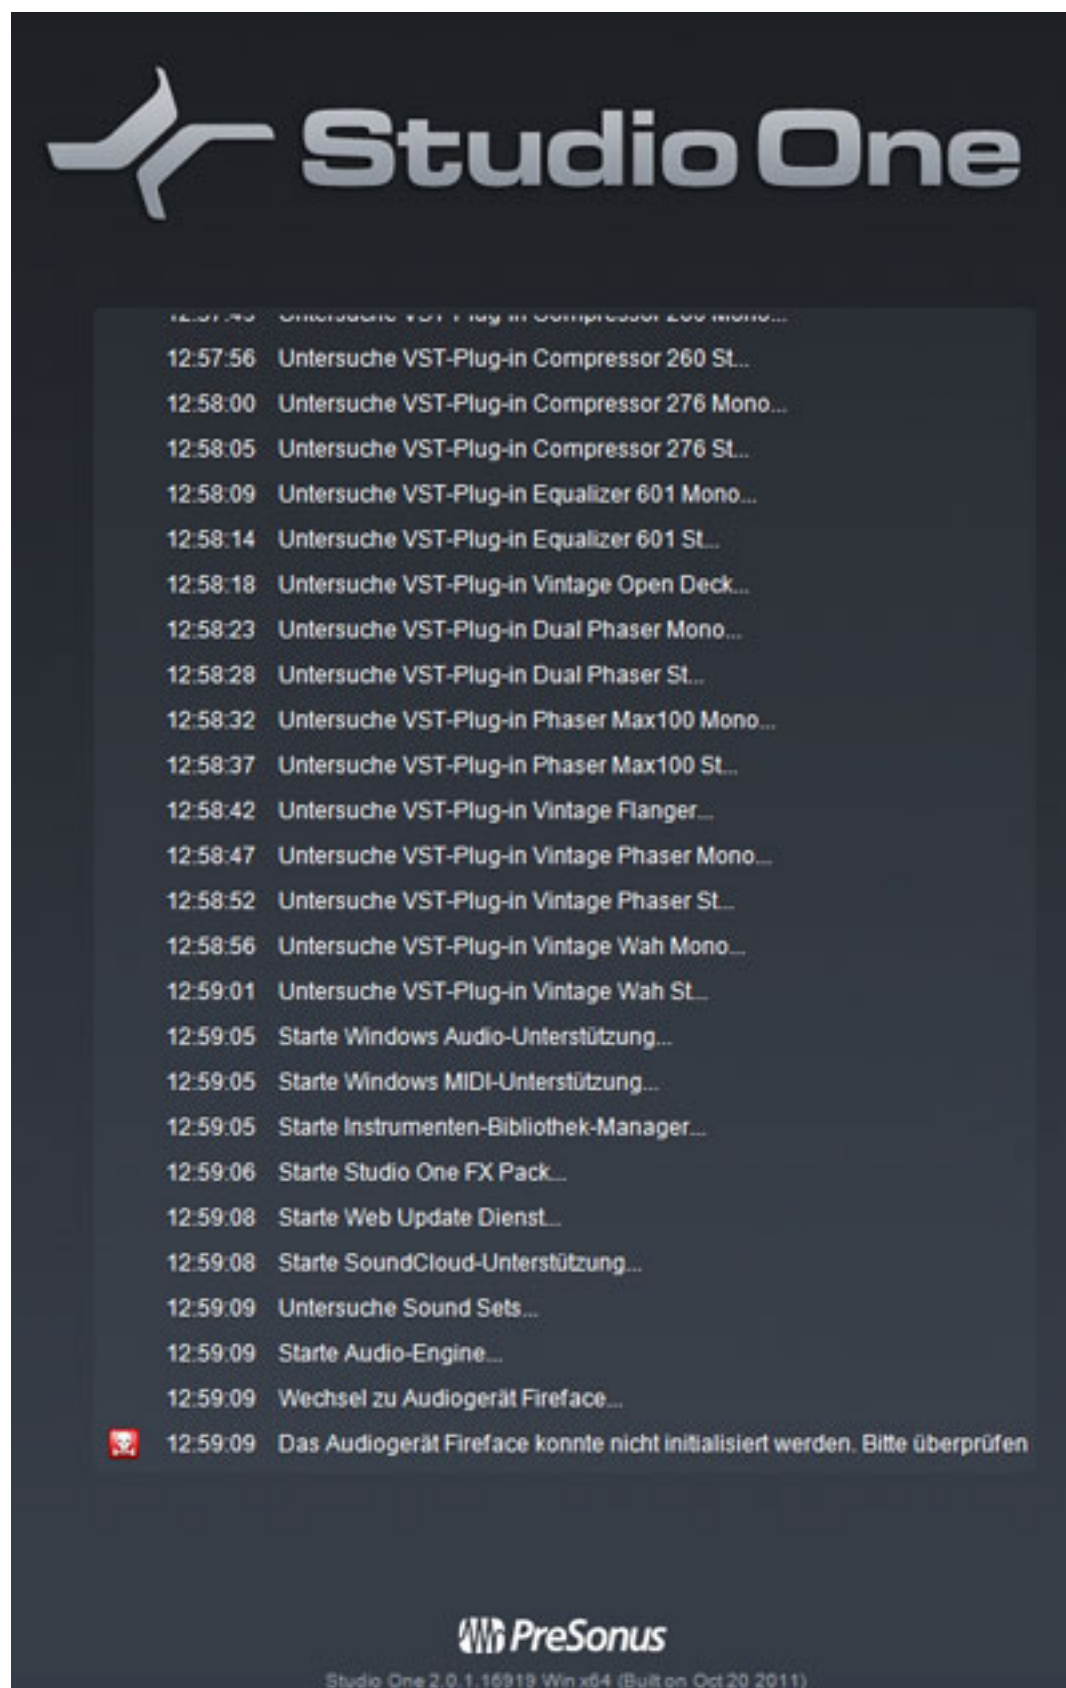 Studio One
12:57:56 Untersuche VST-Plug-in Compressor 260 St...
12:58:00 Untersuche VST-Plug-in Compressor 276 Mono...
12:58:05 Untersuche VST-Plug-in Compressor 276 St...
12:58:09 Untersuche VST-Plug-in Equalizer 601 Mono...
12:58:14 Untersuche VST-Plug-in Equalizer 601 St...
12:58:18 Untersuche VST-Plug-in Vintage Open Deck...
12:58:23 Untersuche VST-Plug-in Dual Phaser Mono...
12:58:28 Untersuche VST-Plug-in Dual Phaser St...
12:58:32 Untersuche VST-Plug-in Phaser Max100 Mono...
12:58:37 Untersuche VST-Plug-in Phaser Max100 St...
12:58:42 Untersuche VST-Plug-in Vintage Flanger...
12:58:47 Untersuche VST-Plug-in Vintage Phaser Mono...
12:58:52 Untersuche VST-Plug-in Vintage Phaser St...
12:58:56 Untersuche VST-Plug-in Vintage Wah Mono...
12:59:01 Untersuche VST-Plug-in Vintage Wah St...
12:59:05 Starte Windows Audio-Unterstützung...
12:59:05 Starte Windows MIDI-Unterstützung...
12:59:05 Starte Instrumenten-Bibliothek-Manager...
12:59:06 Starte Studio One FX Pack...
12:59:08 Starte Web Update Dienst...
12:59:08 Starte SoundCloud-Unterstützung...
12:59:09 Untersuche Sound Sets...
12:59:09 Starte Audio-Engine...
12:59:09 Wechsel zu Audiogerät Fireface...
12:59:09 Das Audiogerät Fireface konnte nicht initialisiert werden. Bitte überprüfen
PreSonus
Studio One 2.0.1.16919 Win x64 (Built on Oct 20 2011)